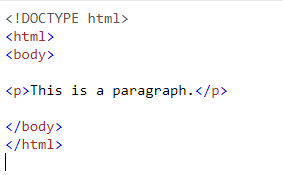 <!DOCTYPE html>
<html>
<body>
<p>This is a paragraph.</p>
</body>
</html>